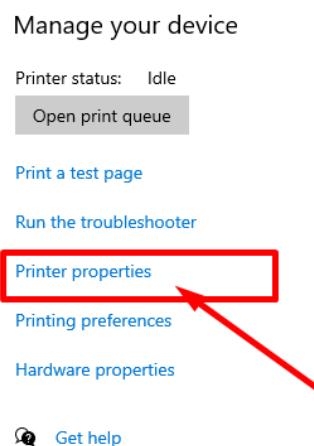 Manage your device
Printer status: Idle
Open print queue
Print a test page
Run the troubleshooter
Printer properties
Printing preferences
Hardware properties
Get help